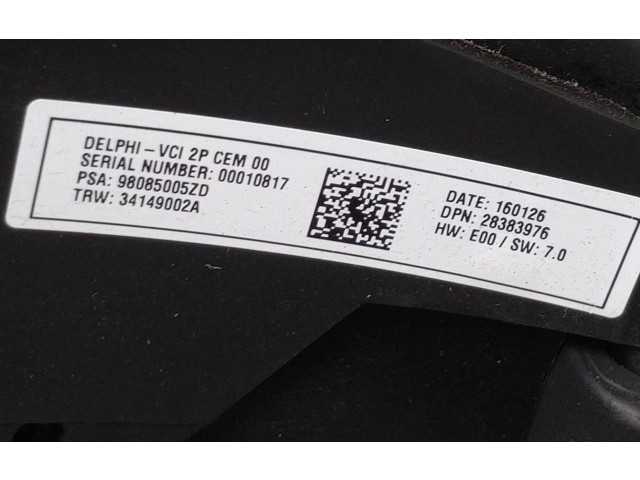 DELPHI - VCI 2P CEM 00
SERIAL NUMBER: 00010817
PSA: 98085005ZD
TRW: 34149002A
DATE: 160126
DPN: 28383976
HW: E00 / SW: 7.0